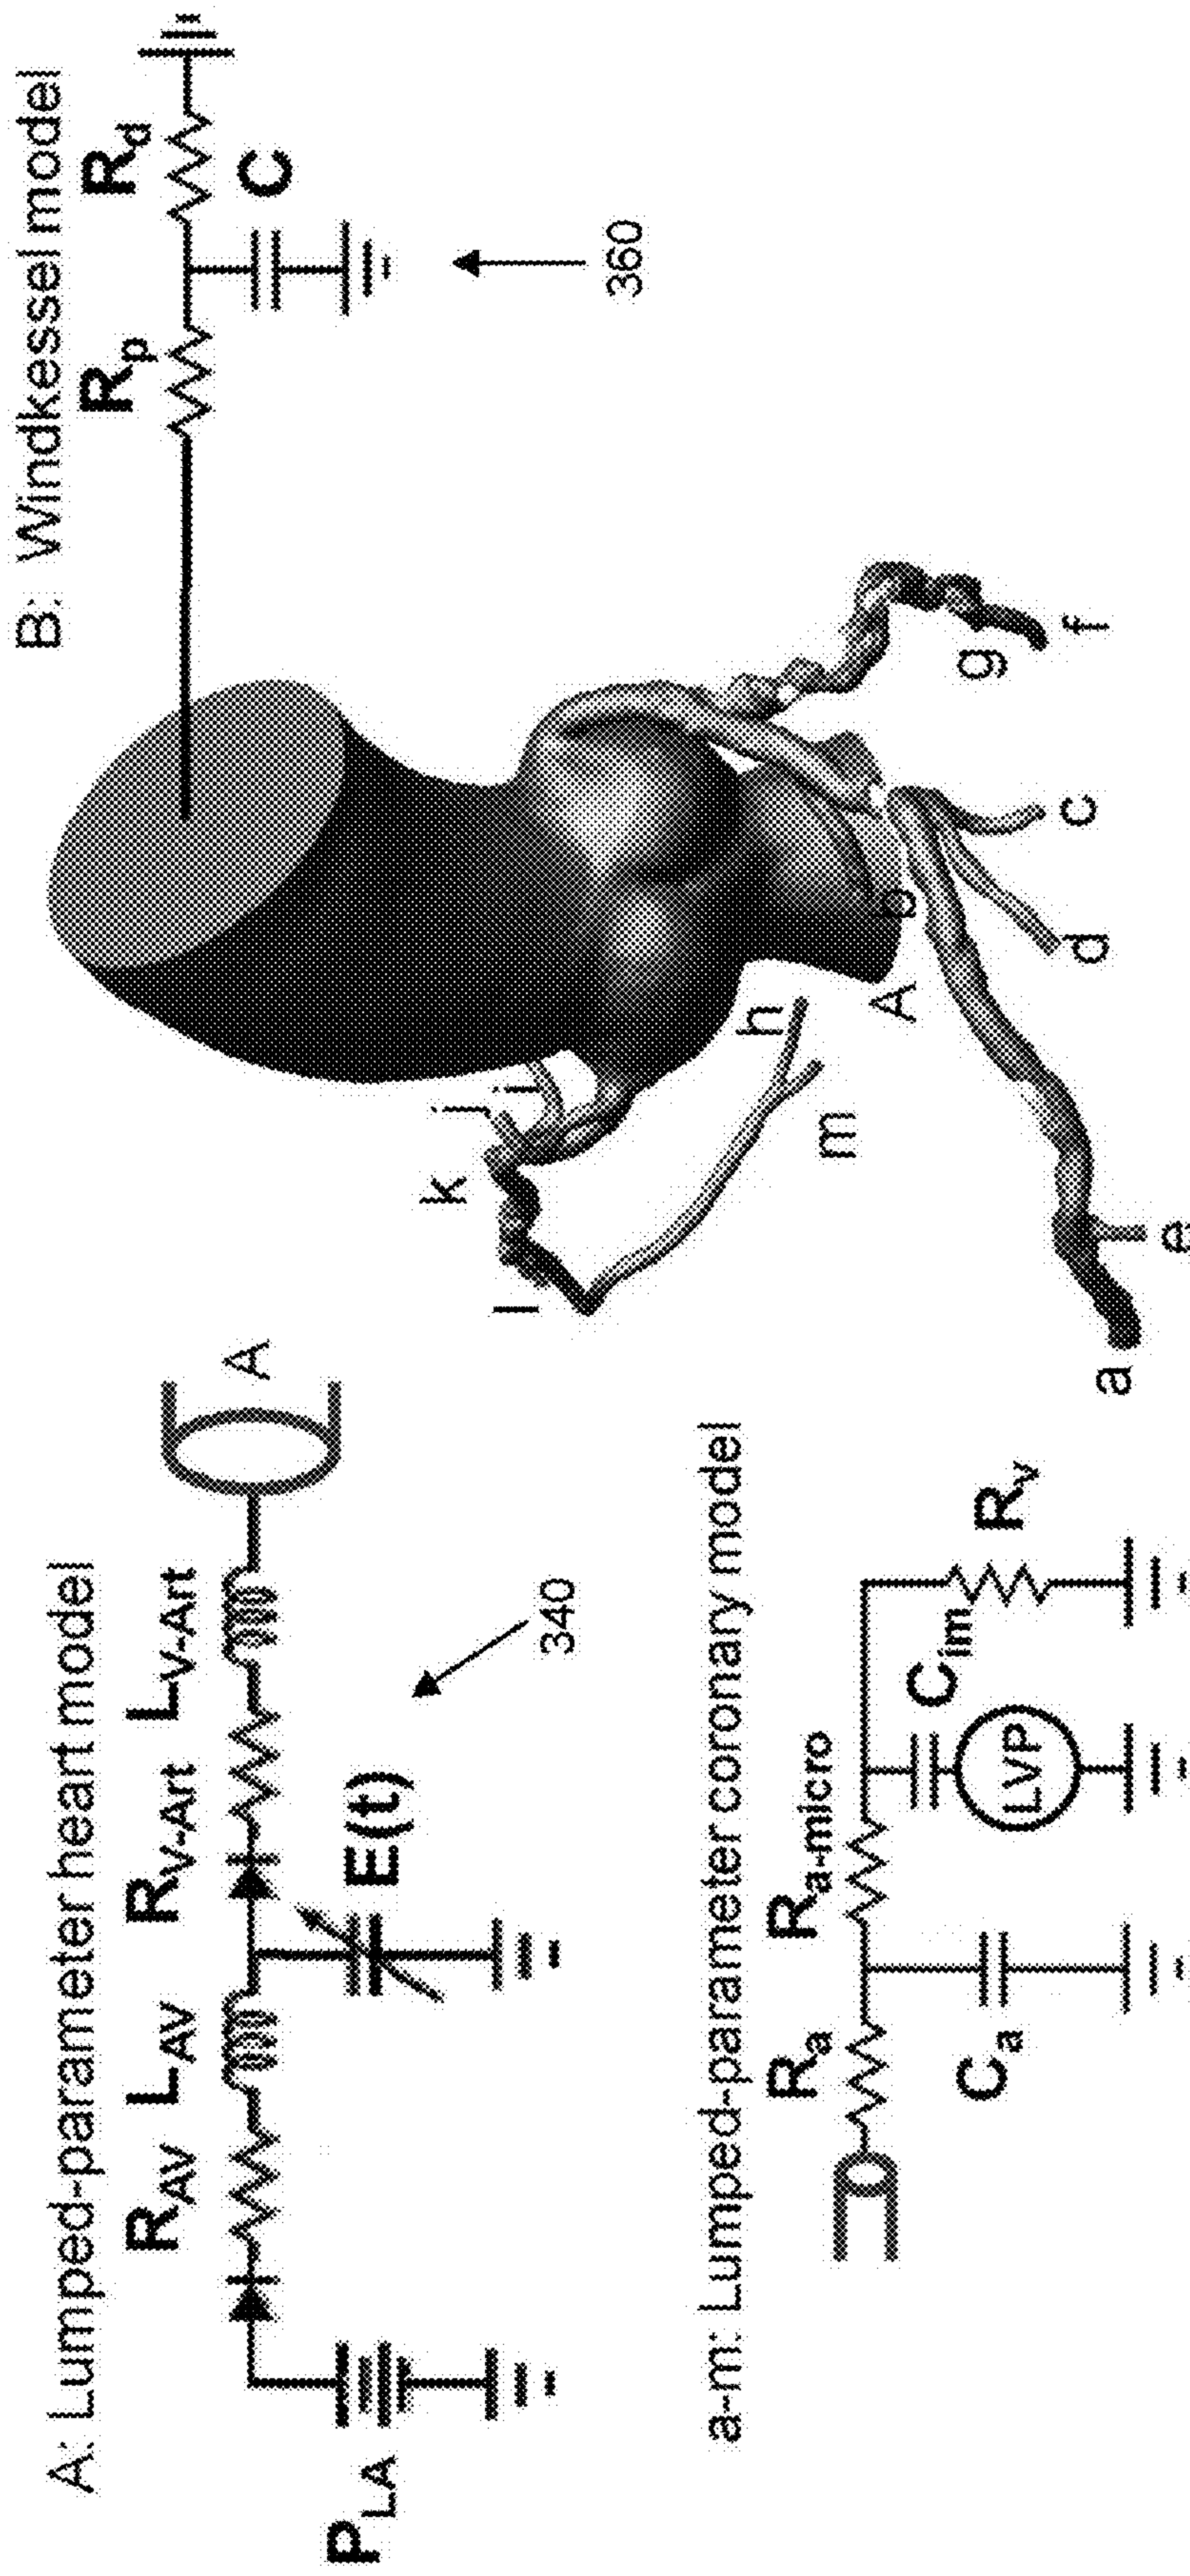 A: Lumped-parameter heart model
R_AV L_AV R_V-Art L_V-Art
A
P_LA
E(t)
340
B: Windkessel model
R_p R_d
C
360
a-m: Lumped-parameter coronary model
R_a R_a-micro
C_a
C_im
LVP
R_v
j
i
k
l
h
m
A
b
g
f
c
d
e
a